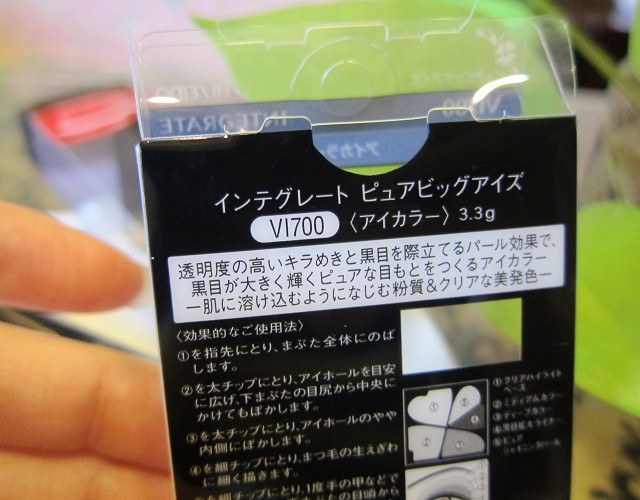 INTEGRATE
VI700
アイカラ
インテグレート ピュアビッグアイズ
VI700 〈アイカラー〉 3.3g
透明度の高いキラめきと黒目を際立てるパール効果で、
黒目が大きく輝くピュアな目もとをつくるアイカラー
ー肌に溶け込むようになじむ粉質&クリアな美発色ー
〈効果的なご使用法〉
①を指先にとり、まぶた全体にのば
します。
②を太チップにとり、アイホールを目安
に広げ、下まぶたの目尻から中央に
かけてもぼかします。
③を太チップにとり、アイホールのやや
内側にぼかします。
④を細チップにとり、まつ毛の生えぎわ
に細く描きます。
①クリアハイライト
ベース
②ミディアムカラー
③ディープカラー